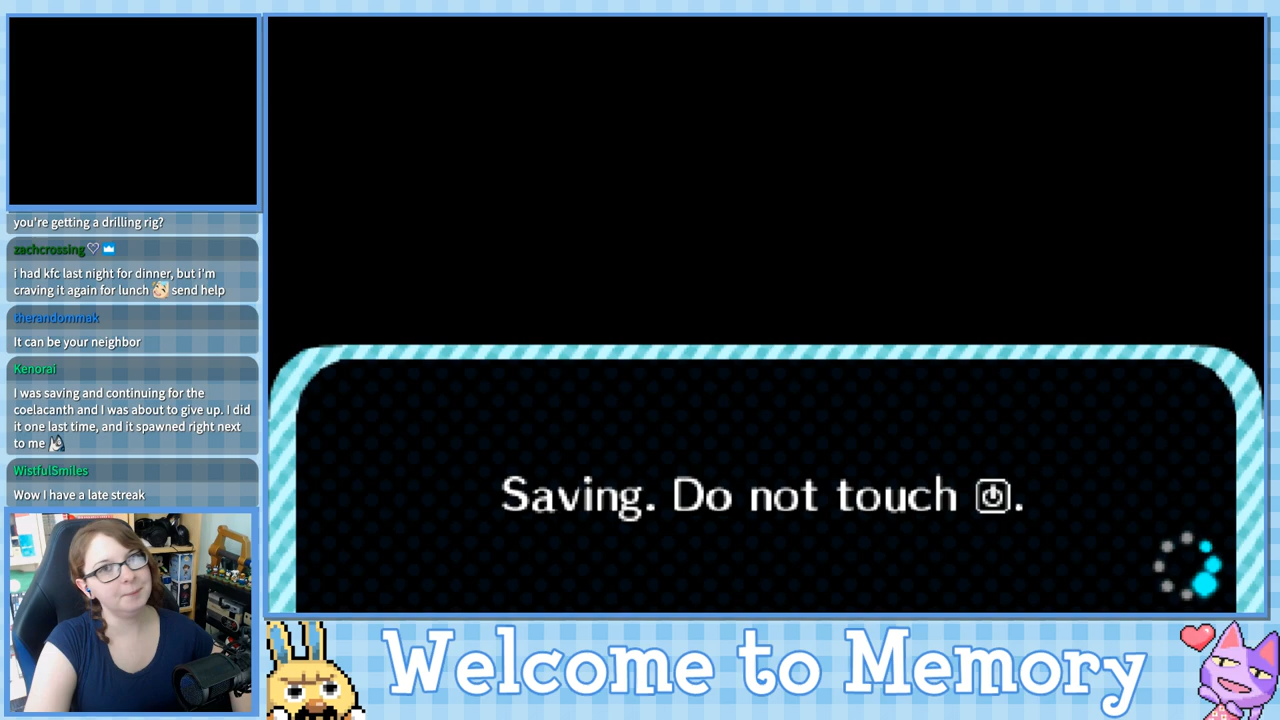 you're getting a drilling rig?
zachcrossing
i had kfc last night for dinner, but i'm
craving it again for lunch send help
therandommak
It can be your neighbor
Kenorai
I was saving and continuing for the
coelacanth and I was about to give up. I did
it one last time, and it spawned right next
to me
WistfulSmiles
Wow I have a late streak
Saving. Do not touch ⏻.
Welcome to Memory